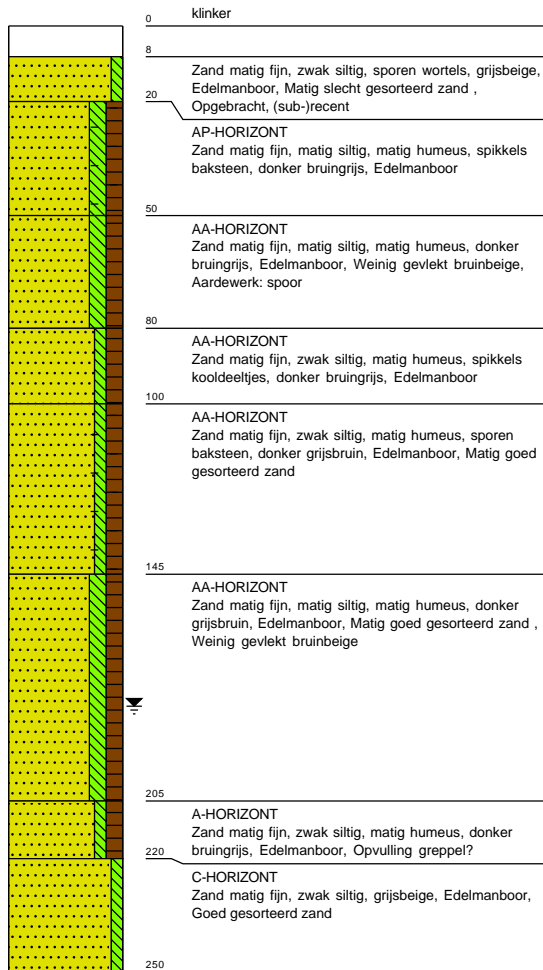 0
klinker
8
Zand matig fijn, zwak siltig, sporen wortels, grijsbeige,
Edelmanboor, Matig slecht gesorteerd zand ,
Opgebracht, (sub-)recent
20
AP-HORIZONT
Zand matig fijn, matig siltig, matig humeus, spikkels
baksteen, donker bruingrijs, Edelmanboor
50
AA-HORIZONT
Zand matig fijn, matig siltig, matig humeus, donker
bruingrijs, Edelmanboor, Weinig gevlekt bruinbeige,
Aardewerk: spoor
80
AA-HORIZONT
Zand matig fijn, zwak siltig, matig humeus, spikkels
kooldeeltjes, donker bruingrijs, Edelmanboor
100
AA-HORIZONT
Zand matig fijn, zwak siltig, matig humeus, sporen
baksteen, donker grijsbruin, Edelmanboor, Matig goed
gesorteerd zand
145
AA-HORIZONT
Zand matig fijn, matig siltig, matig humeus, donker
grijsbruin, Edelmanboor, Matig goed gesorteerd zand ,
Weinig gevlekt bruinbeige
205
A-HORIZONT
Zand matig fijn, zwak siltig, matig humeus, donker
bruingrijs, Edelmanboor, Opvulling greppel?
220
C-HORIZONT
Zand matig fijn, zwak siltig, grijsbeige, Edelmanboor,
Goed gesorteerd zand
250